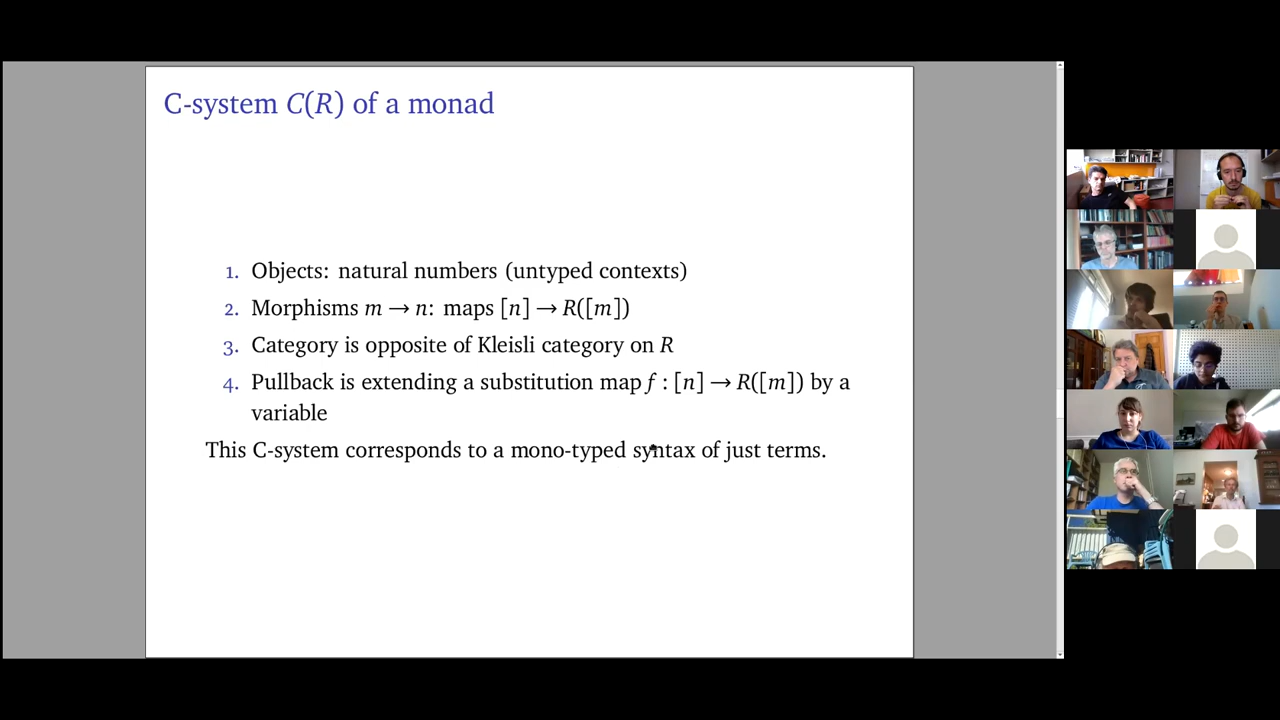 C-system C(R) of a monad
1. Objects: natural numbers (untyped contexts)
2. Morphisms m → n: maps [n] → R([m])
3. Category is opposite of Kleisli category on R
4. Pullback is extending a substitution map f : [n] → R([m]) by a
variable
This C-system corresponds to a mono-typed syntax of just terms.